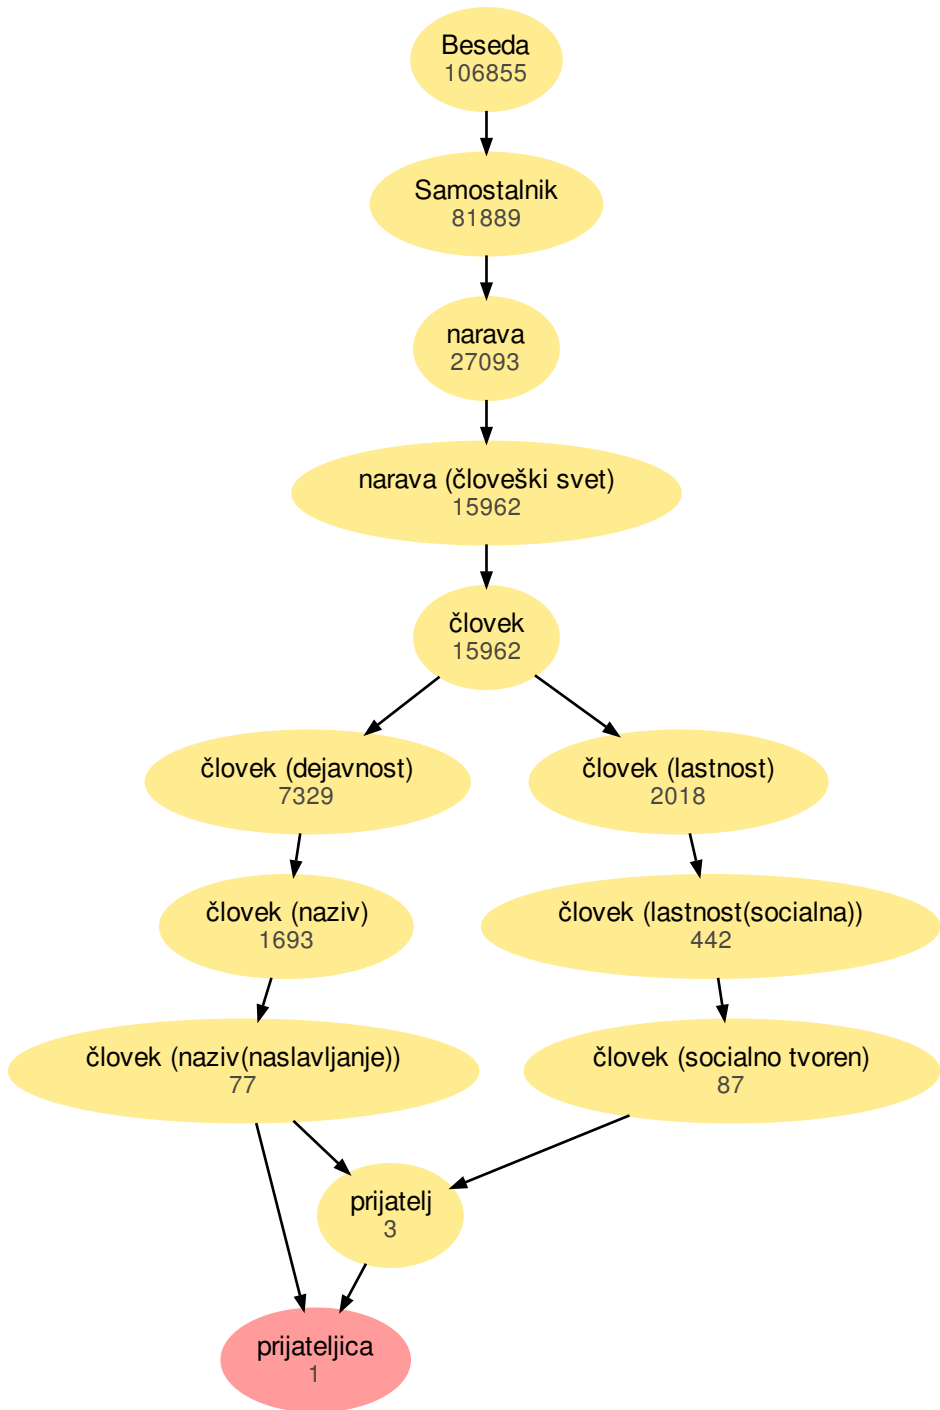 Beseda
106855
Samostalnik
81889
narava
27093
narava (človeški svet)
15962
človek
15962
človek (dejavnost)
7329
človek (lastnost)
2018
človek (naziv)
1693
človek (lastnost(socialna))
442
človek (naziv(naslavljanje))
77
človek (socialno tvoren)
87
prijatelj
3
prijateljica
1